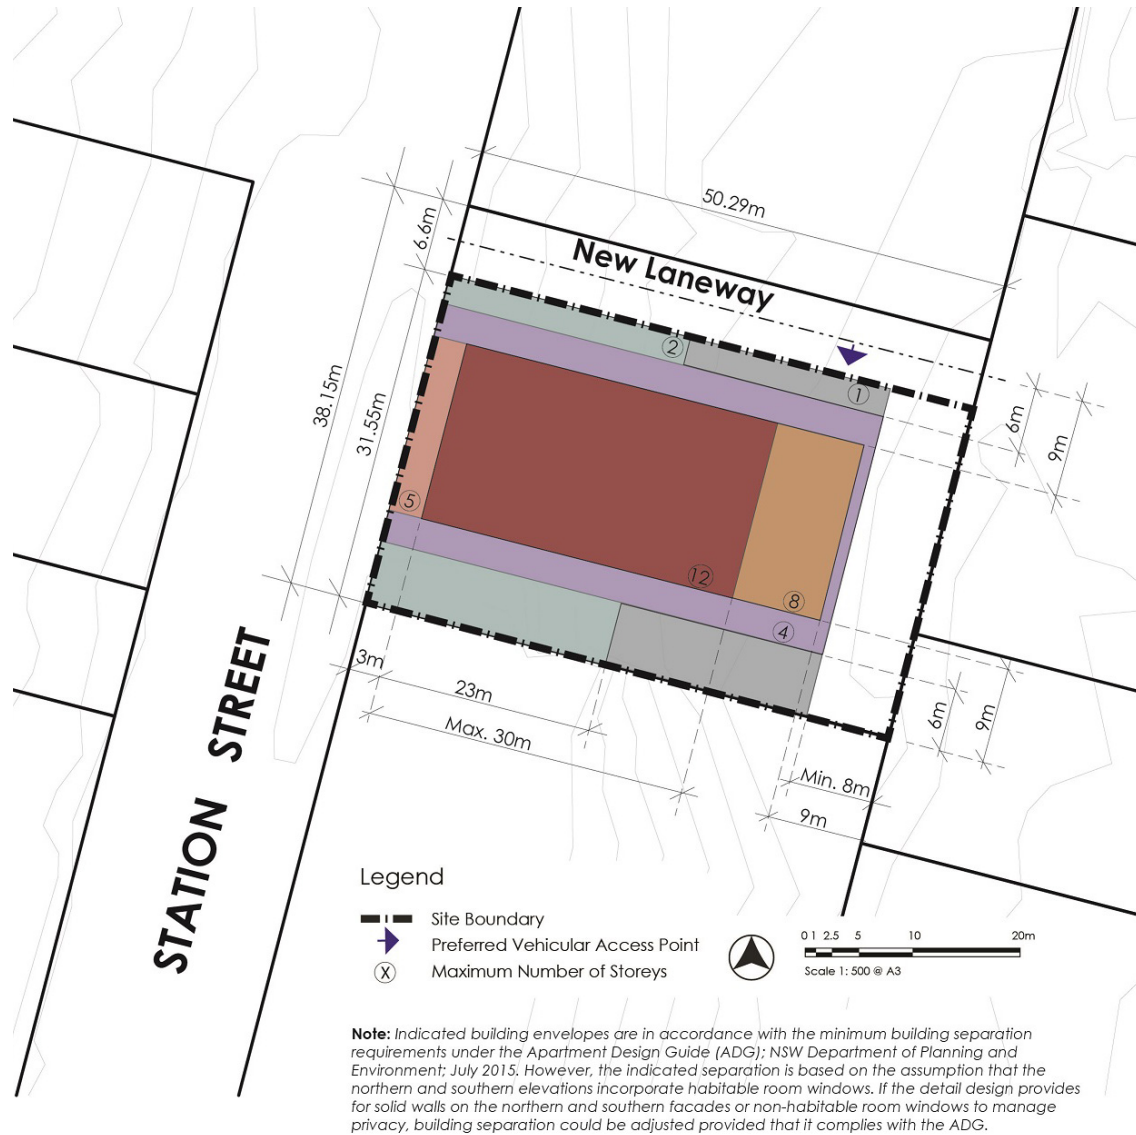 50.29m
6.6m
New Laneway
2
1
38.15m
31.55m
6m
9m
5
12
8
4
3m
23m
Max. 30m
6m
9m
Min. 8m
9m
STATION STREET
Legend
Site Boundary
Preferred Vehicular Access Point
X Maximum Number of Storeys
0 1 2.5 5 10 20m
Scale 1: 500 @ A3
Note: Indicated building envelopes are in accordance with the minimum building separation
requirements under the Apartment Design Guide (ADG); NSW Department of Planning and
Environment; July 2015. However, the indicated separation is based on the assumption that the
northern and southern elevations incorporate habitable room windows. If the detail design provides
for solid walls on the northern and southern facades or non-habitable room windows to manage
privacy, building separation could be adjusted provided that it complies with the ADG.